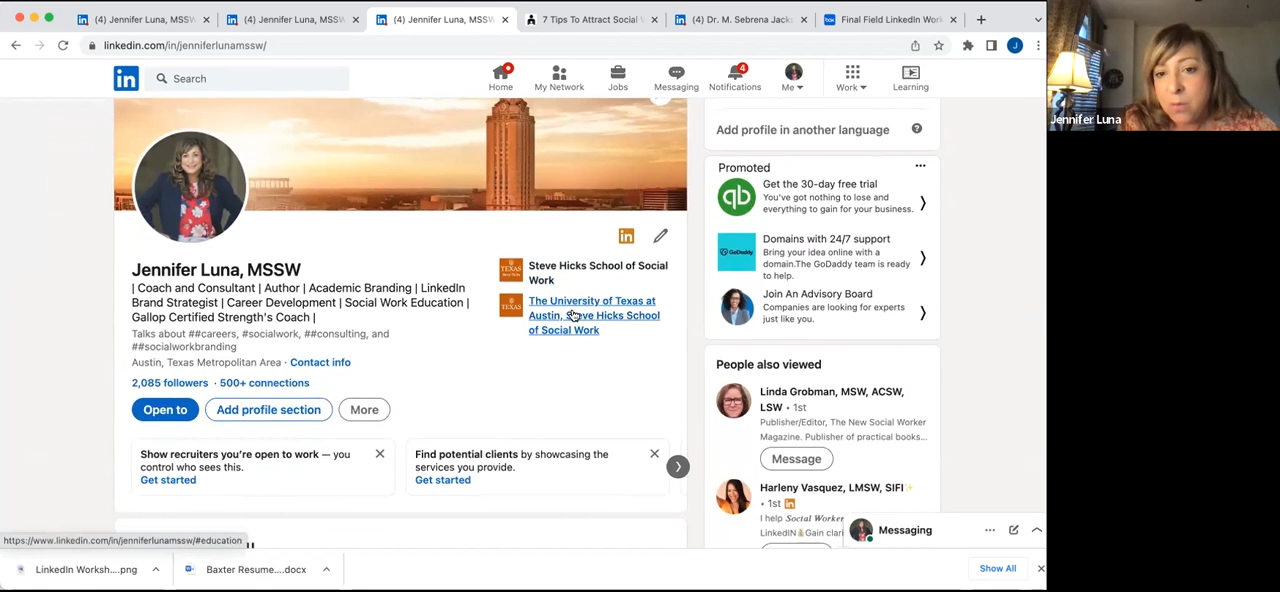 (4) Jennifer Luna, MSSW
(4) Jennifer Luna, MSSW
(4) Jennifer Luna, MSSW
7 Tips To Attract Social
(4) Dr. M. Sebrena Jacks
Final Field LinkedIn Work
linkedin.com/in/jenniferlunamssw/
J
in
Search
Home
My Network
Jobs
Messaging
4
Notifications
Me
Work
Learning
Jennifer Luna
Add profile in another language
Promoted
Get the 30-day free trial
You've got nothing to lose and
everything to gain for your business.
Domains with 24/7 support
Bring your idea online with a
domain.The GoDaddy team is ready
to help.
Join An Advisory Board
Companies are looking for experts
just like you.
Jennifer Luna, MSSW
| Coach and Consultant | Author | Academic Branding | LinkedIn
Brand Strategist | Career Development | Social Work Education |
Gallop Certified Strength's Coach |
Talks about ##careers, #socialwork, ##consulting, and
##socialworkbranding
Austin, Texas Metropolitan Area · Contact info
2,085 followers · 500+ connections
TEXAS
Steve Hicks School of Social
Work
TEXAS
The University of Texas at
Austin, Steve Hicks School
of Social Work
Open to
Add profile section
More
Show recruiters you're open to work — you
control who sees this.
Get started
Find potential clients by showcasing the
services you provide.
Get started
People also viewed
Linda Grobman, MSW, ACSW,
LSW · 1st
Publisher/Editor, The New Social Worker
Magazine. Publisher of practical books...
Message
Harleny Vasquez, LMSW, SIFI
· 1st in
I help Social Worker
LinkedIn Gain clar
Messaging
https://www.linkedin.com/in/jenniferlunamssw/#education
LinkedIn Worksh....png
Baxter Resume....docx
Show All